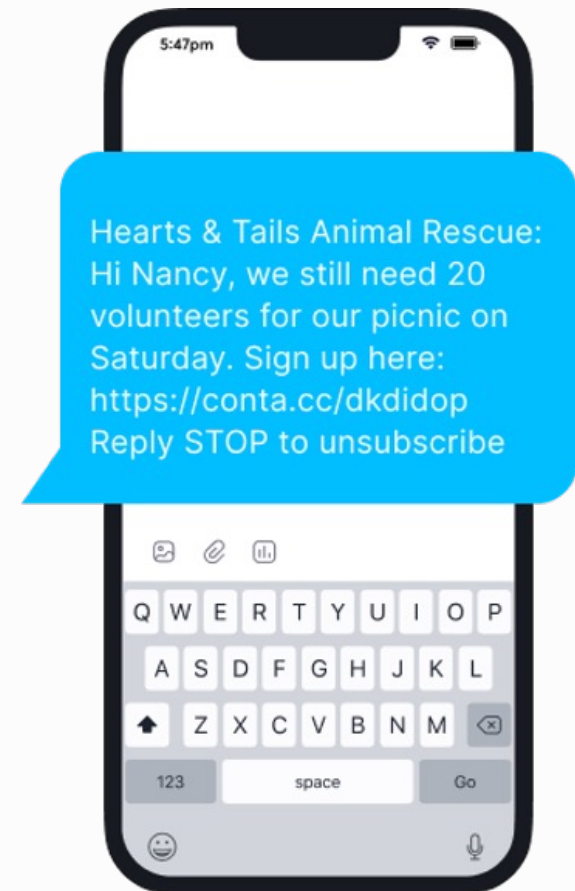 5:47pm
Hearts & Tails Animal Rescue:
Hi Nancy, we still need 20
volunteers for our picnic on
Saturday. Sign up here:
https://conta.cc/dkdidop
Reply STOP to unsubscribe
Q W E R T Y U I O P
A S D F G H J K L
Z X C V B N M
123 space Go